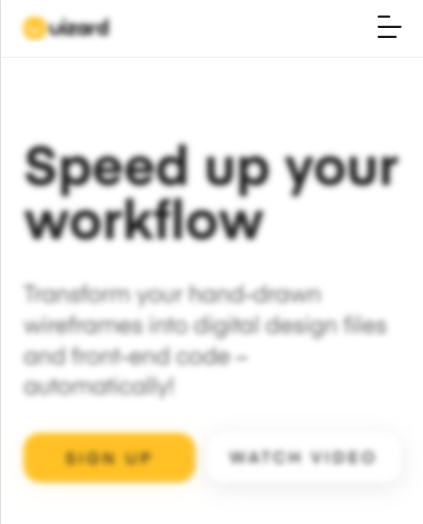 uizard
Speed up your
workflow
Transform your hand-drawn
wireframes into digital design files
and front-end code –
automatically!
SIGN UP
WATCH VIDEO